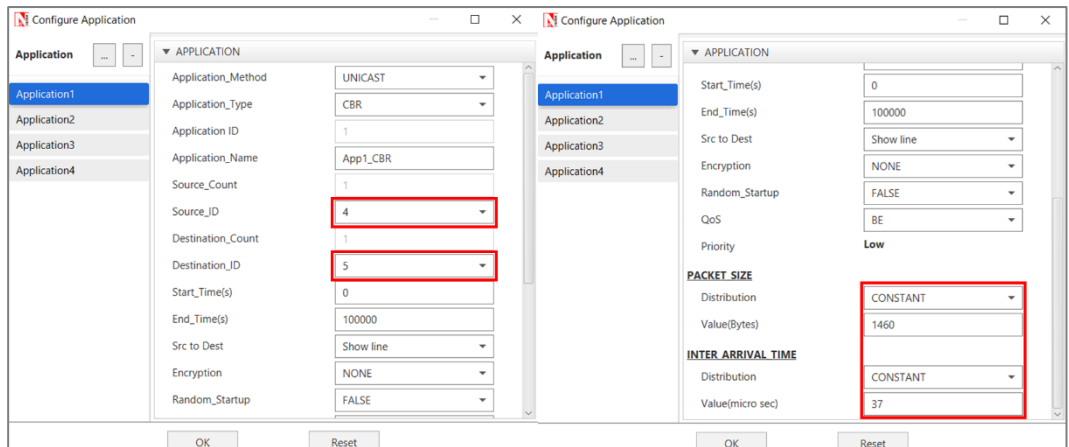 Configure Application
Application ... -
Application1
Application2
Application3
Application4
▼ APPLICATION
Application_Method UNICAST
Application_Type CBR
Application ID 1
Application_Name App1_CBR
Source_Count 1
Source_ID 4
Destination_Count 1
Destination_ID 5
Start_Time(s) 0
End_Time(s) 100000
Src to Dest Show line
Encryption NONE
Random_Startup FALSE
OK Reset
Configure Application
Application ... -
Application1
Application2
Application3
Application4
▼ APPLICATION
Start_Time(s) 0
End_Time(s) 100000
Src to Dest Show line
Encryption NONE
Random_Startup FALSE
QoS BE
Priority Low
PACKET SIZE
Distribution CONSTANT
Value(Bytes) 1460
INTER ARRIVAL TIME
Distribution CONSTANT
Value(micro sec) 37
OK Reset